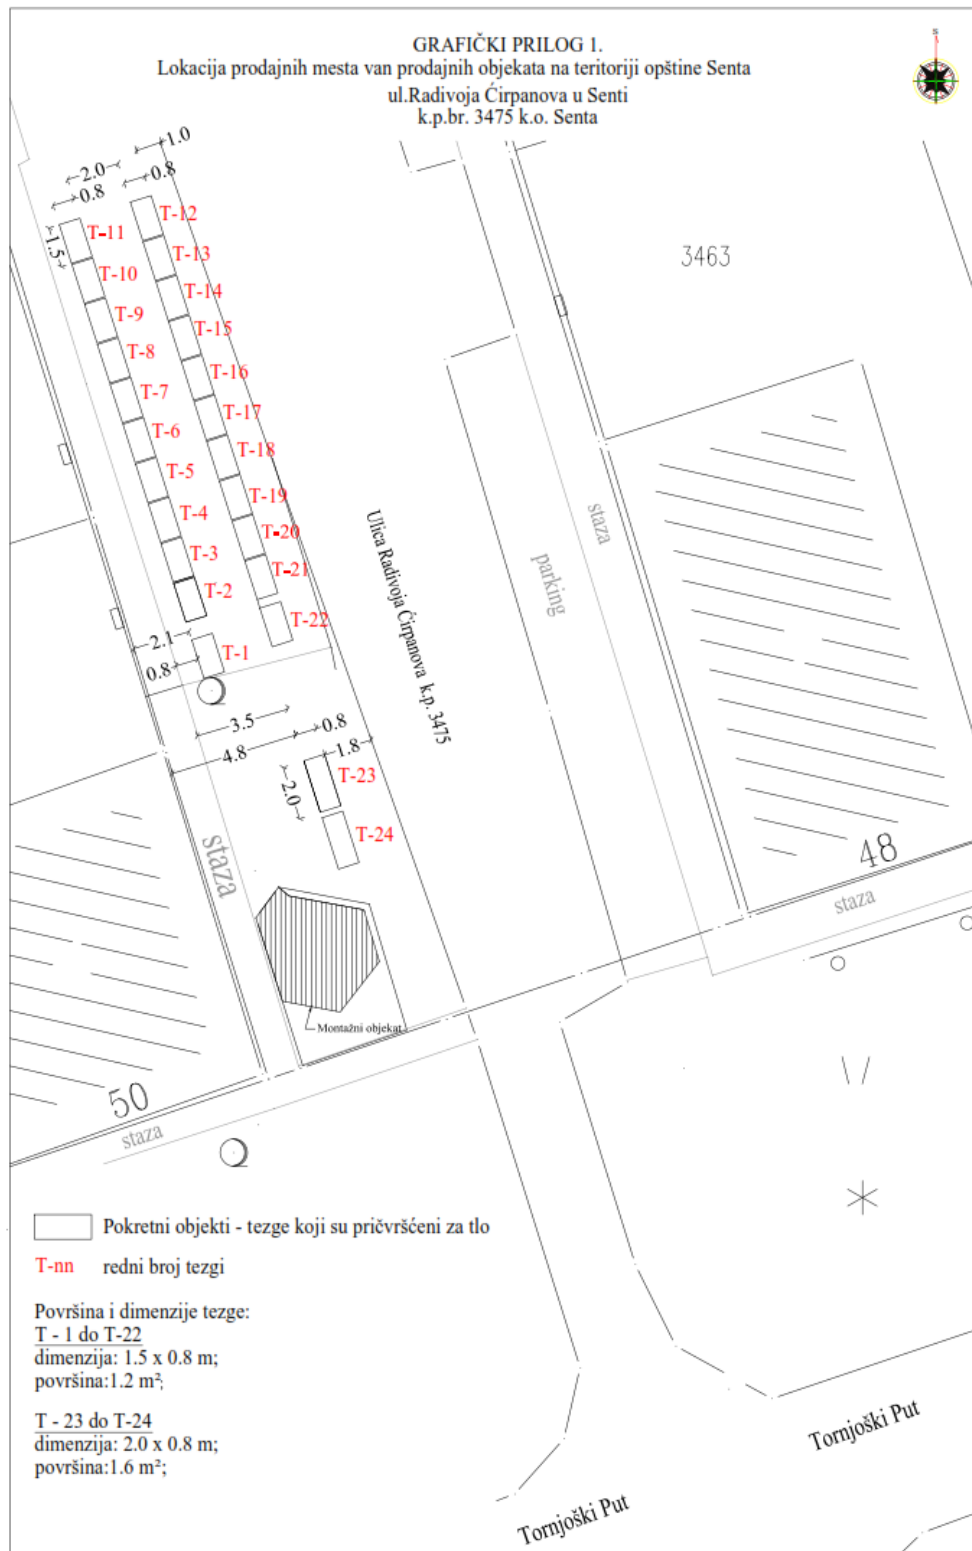 GRAFIČKI PRILOG 1.
Lokacija prodajnih mesta van prodajnih objekata na teritoriji opštine Senta
ul.Radivoja Ćirpanova u Senti
k.p.br. 3475 k.o. Senta
S
1.0
2.0
0.8
0.8
1.5
T-12
T-11
T-13
T-10
T-14
T-9
T-15
T-8
T-16
T-7
T-17
T-6
T-18
T-5
T-19
T-4
T-20
T-3
T-21
T-2
T-22
T-1
2.1
0.8
3463
staza
parking
Ulica Radivoja Ćirpanova k.p. 3475
3.5
0.8
4.8
1.8
2.0
T-23
T-24
staza
48
staza
Montažni objekat
50
staza
Pokretni objekti - tezge koji su pričvršćeni za tlo
T-nn redni broj tezgi
Površina i dimenzije tezge:
T - 1 do T-22
dimenzija: 1.5 x 0.8 m;
površina:1.2 m²;
T - 23 do T-24
dimenzija: 2.0 x 0.8 m;
površina:1.6 m²;
Tornjoški Put
Tornjoški Put